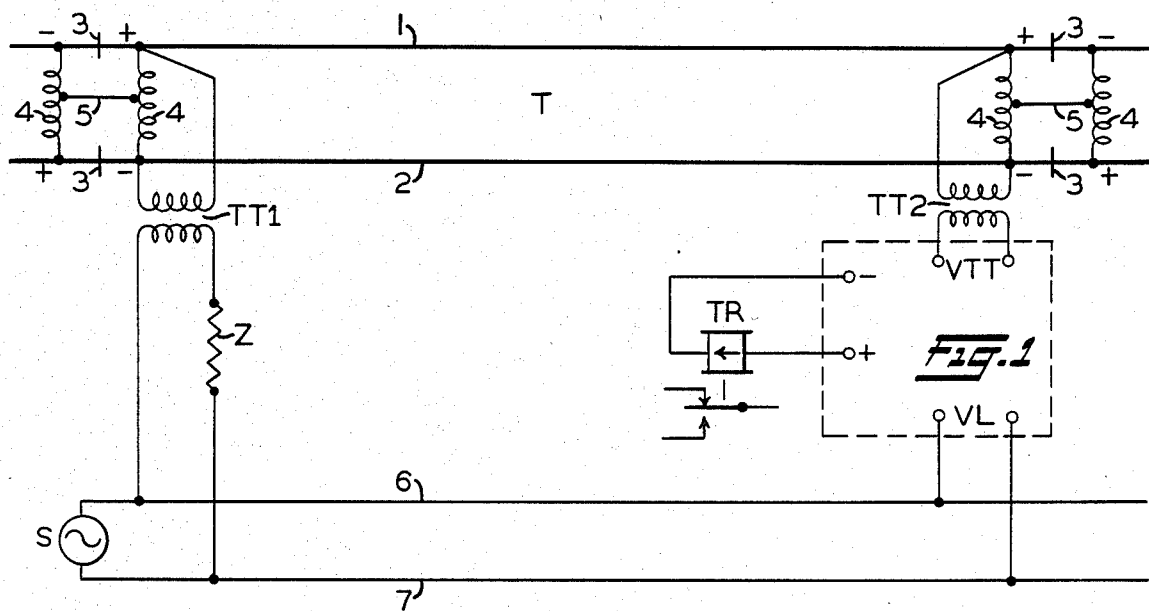 - 3 + 1 + 3 -
4 5 4 T 4 5 4
+ 3 - 2 - 3 +
TT1 TT2
VTT
-
TR
Z
+
Fig.1
VL
6
S
7